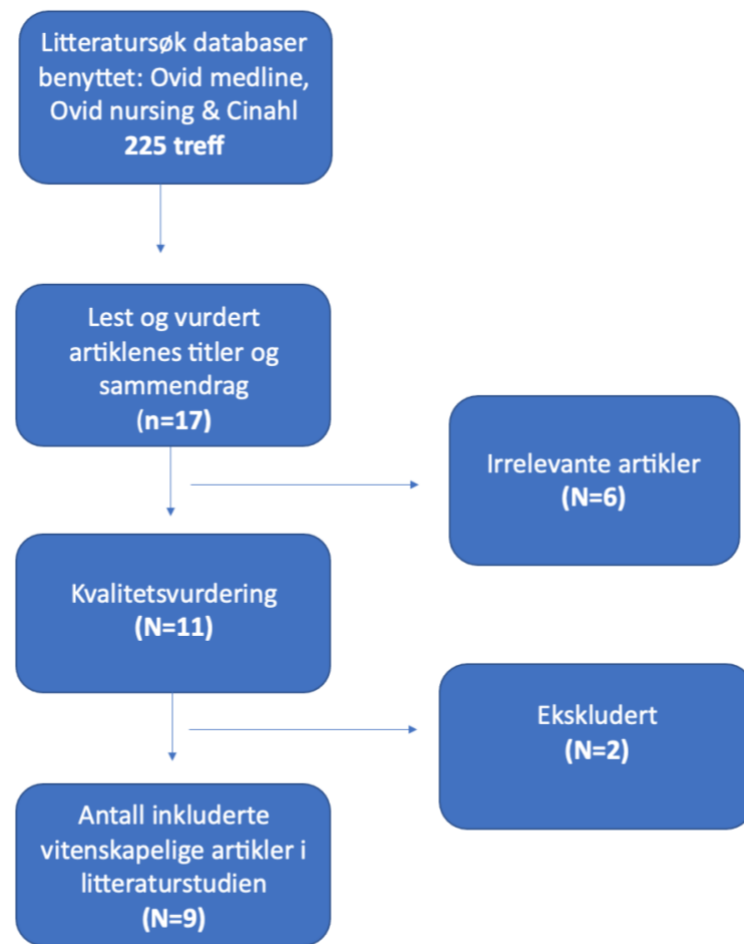 Litteratursøk databaser
benyttet: Ovid medline,
Ovid nursing & Cinahl
225 treff
Lest og vurdert
artiklenes titler og
sammendrag
(n=17)
Irrelevante artikler
(N=6)
Kvalitetsvurdering
(N=11)
Ekskludert
(N=2)
Antall inkluderte
vitenskapelige artikler i
litteraturstudien
(N=9)